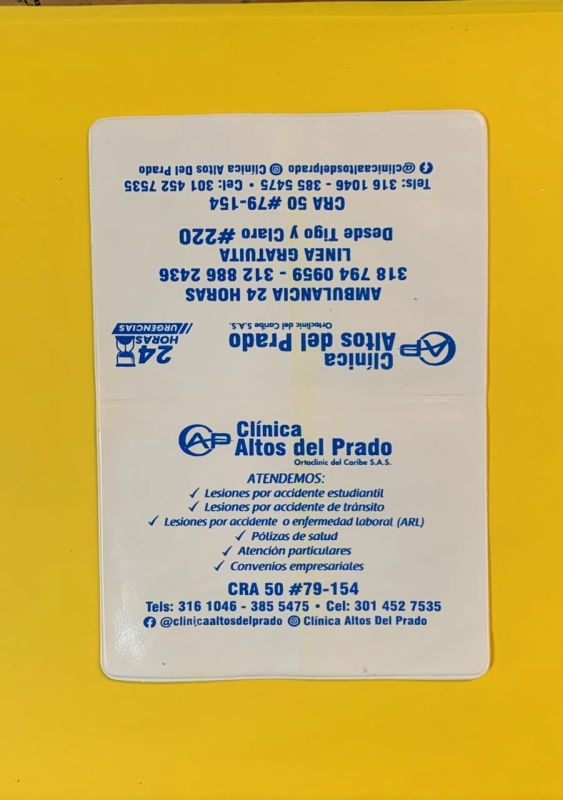 Clínica
Altos del Prado
Ortoclinic del Caribe S.A.S.
24
HORAS
URGENCIAS
AMBULANCIA 24 HORAS
318 794 0959 - 312 886 2436
LINEA GRATUITA
Desde Tigo y Claro #220
CRA 50 #79-154
Tels: 316 1046 - 385 5475 • Cel: 301 452 7535
@clinicaaltosdelprado Clínica Altos Del Prado
CAP Clínica
Altos del Prado
Ortoclinic del Caribe S.A.S.
ATENDEMOS:
✓ Lesiones por accidente estudiantil
✓ Lesiones por accidente de tránsito
✓ Lesiones por accidente o enfermedad laboral (ARL)
✓ Pólizas de salud
✓ Atención particulares
✓ Convenios empresariales
CRA 50 #79-154
Tels: 316 1046 - 385 5475 • Cel: 301 452 7535
@clinicaaltosdelprado Clínica Altos Del Prado